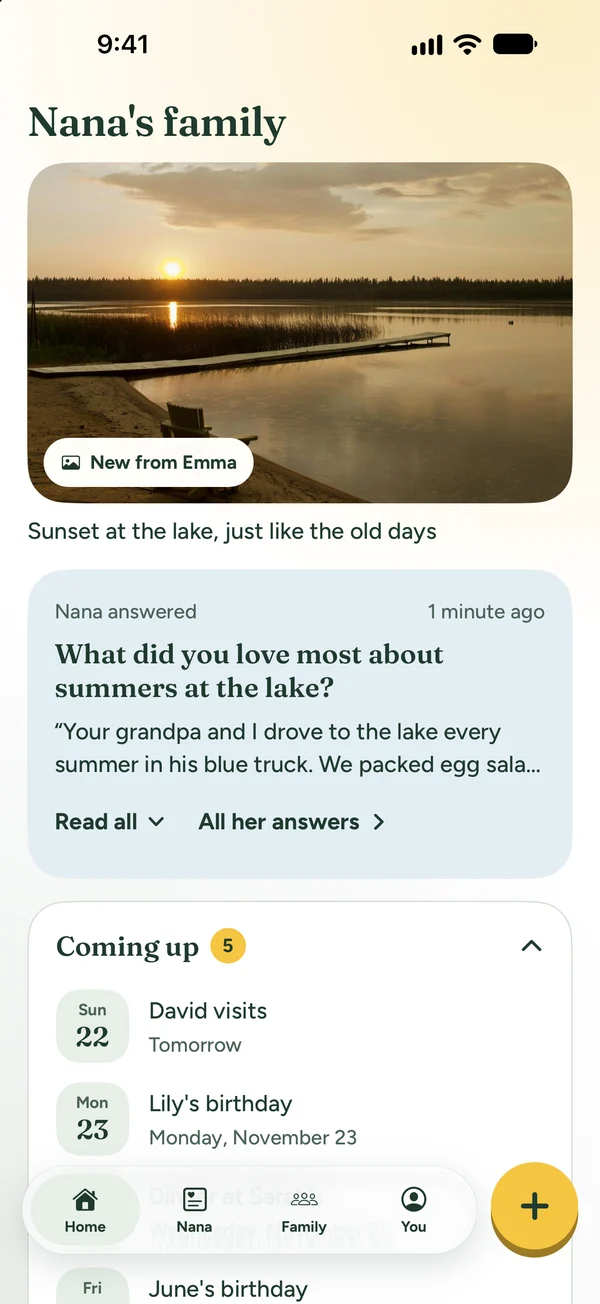 9:41
Nana's family
New from Emma
Sunset at the lake, just like the old days
Nana answered
1 minute ago
What did you love most about
summers at the lake?
“Your grandpa and I drove to the lake every
summer in his blue truck. We packed egg sala...
Read all
All her answers
Coming up 5
Sun
22
David visits
Tomorrow
Mon
23
Lily's birthday
Monday, November 23
Dinner at Sarah's
Home
Nana
Family
You
Fri
June's birthday